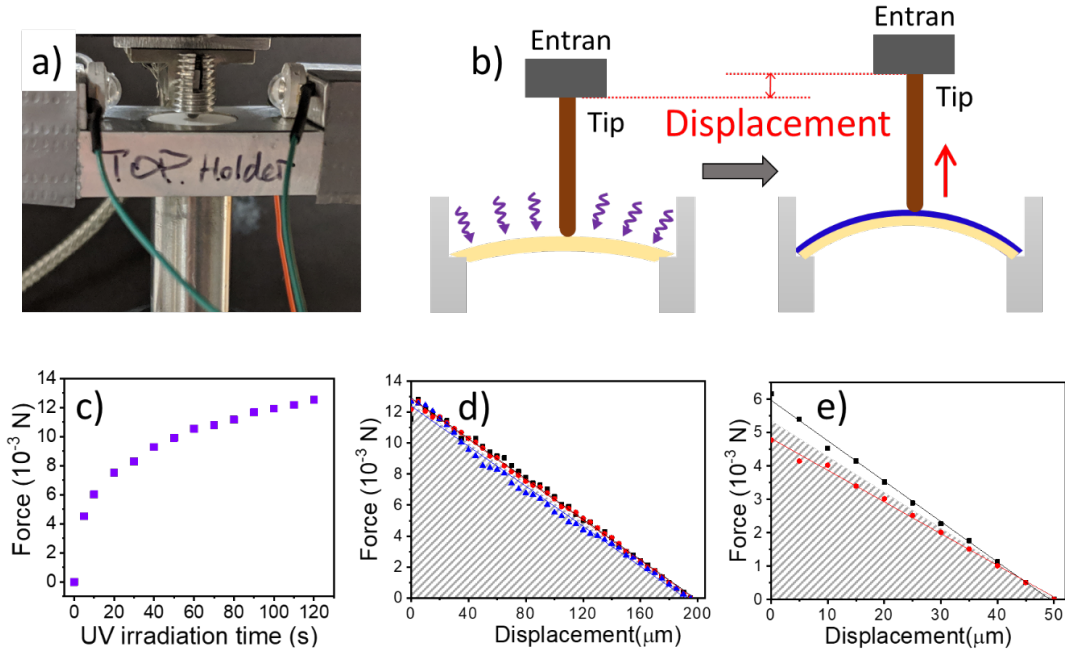 a)
TOP Holder
b)
Entran
Tip
Displacement
Entran
Tip
c)
Force (10⁻³ N)
14
12
10
8
6
4
2
0
0 20 40 60 80 100 120
UV irradiation time (s)
d)
Force (10⁻³ N)
14
12
10
8
6
4
2
0
0 40 80 120 160 200
Displacement(μm)
e)
Force (10⁻³ N)
6
5
4
3
2
1
0
0 10 20 30 40 50
Displacement(μm)